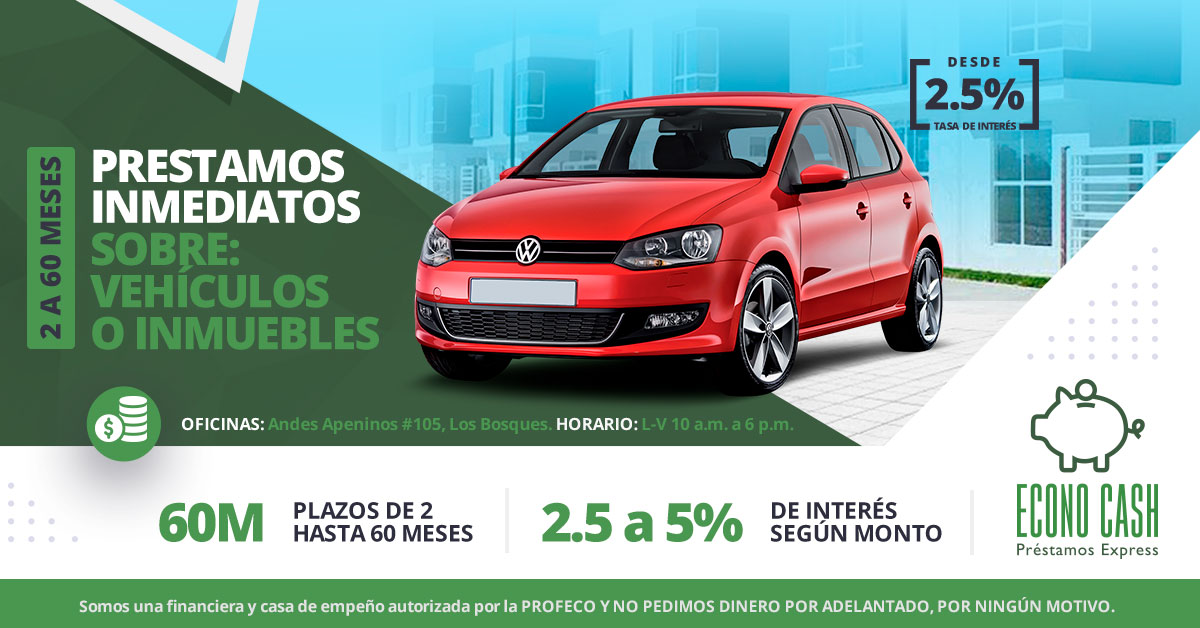 DESDE
2.5%
TASA DE INTERÉS
2 A 60 MESES
PRESTAMOS
INMEDIATOS
SOBRE:
VEHÍCULOS
O INMUEBLES
OFICINAS: Andes Apeninos #105, Los Bosques. HORARIO: L-V 10 a.m. a 6 p.m.
60M
PLAZOS DE 2
HASTA 60 MESES
2.5 a 5%
DE INTERÉS
SEGÚN MONTO
ECONO CASH
Préstamos Express
Somos una financiera y casa de empeño autorizada por la PROFECO Y NO PEDIMOS DINERO POR ADELANTADO, POR NINGÚN MOTIVO.